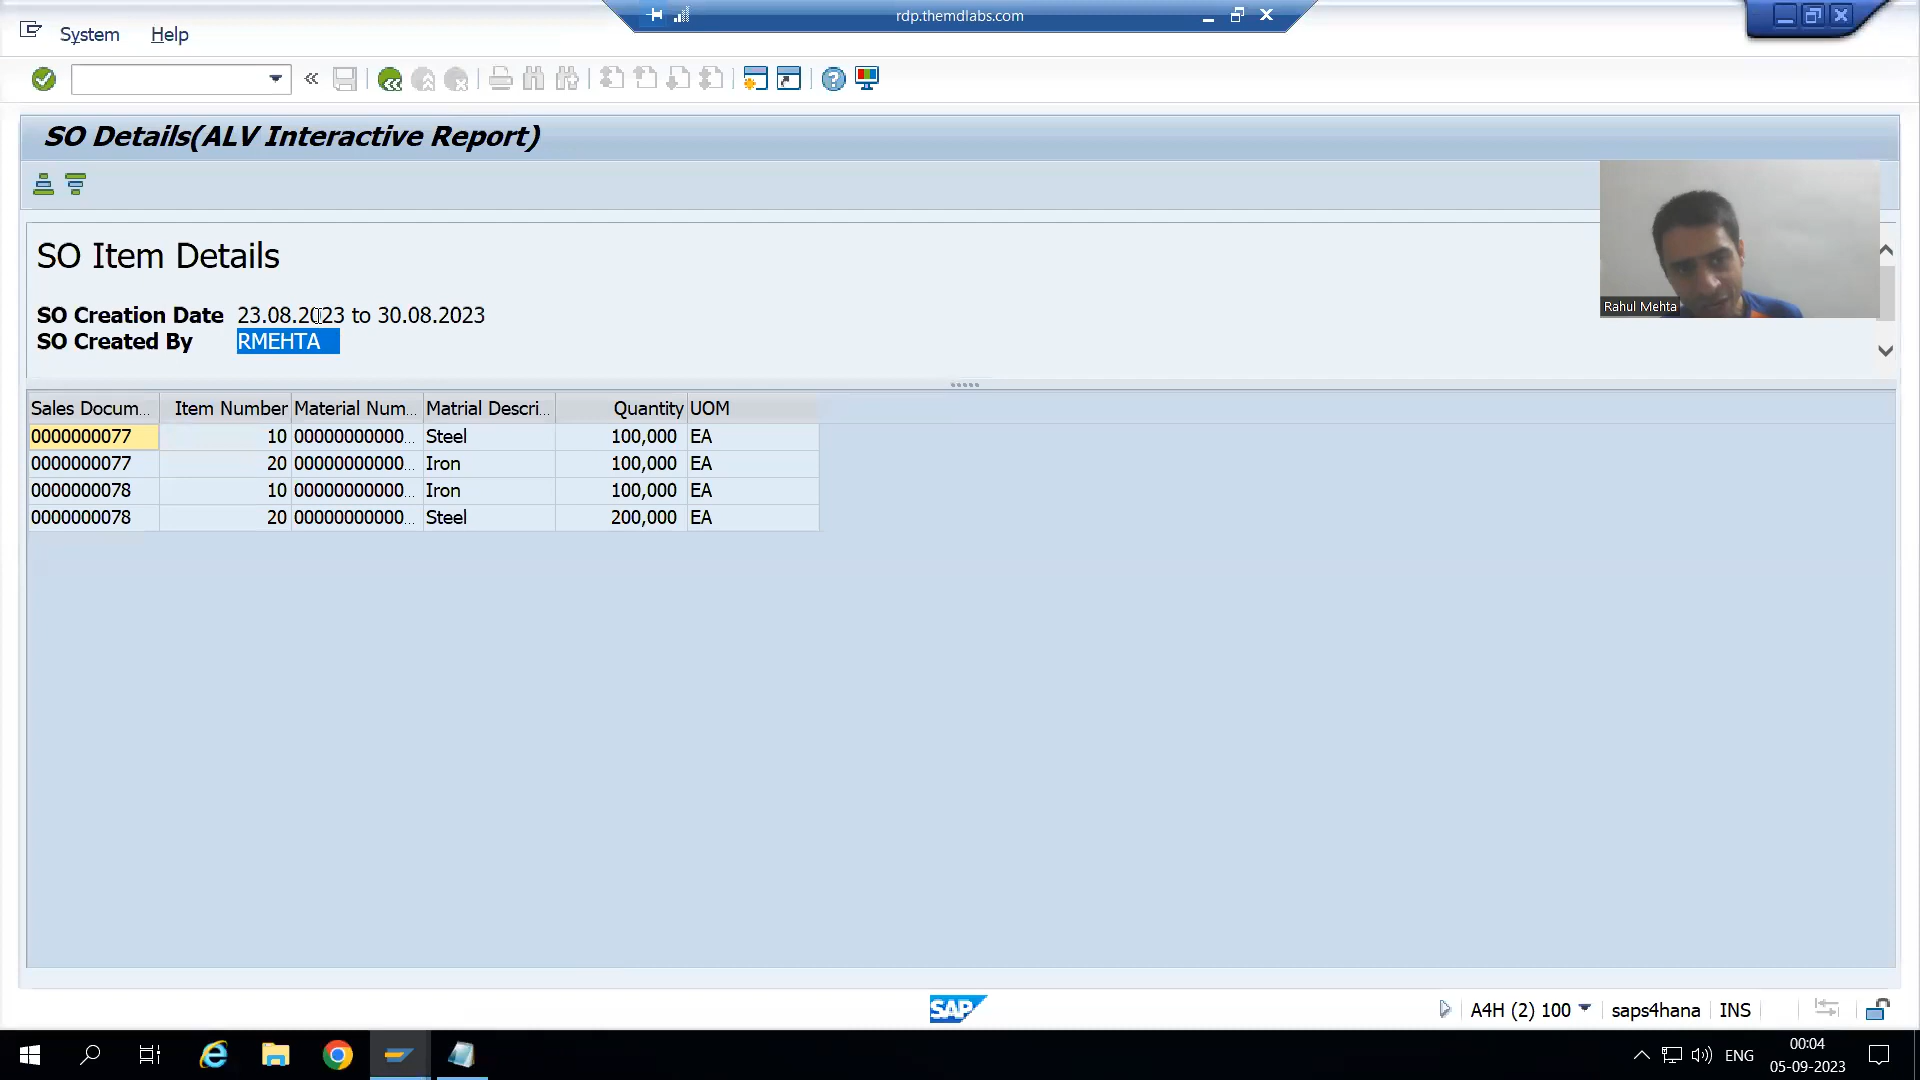 rdp.themdlabs.com
System Help
SO Details(ALV Interactive Report)
SO Item Details
SO Creation Date 23.08.2023 to 30.08.2023
SO Created By RMEHTA
Rahul Mehta
Sales Docum... Item Number Material Num... Matrial Descri... Quantity UOM
0000000077 10 00000000000... Steel 100,000 EA
0000000077 20 00000000000... Iron 100,000 EA
0000000078 10 00000000000... Iron 100,000 EA
0000000078 20 00000000000... Steel 200,000 EA
SAP
A4H (2) 100 saps4hana INS
ENG
00:04
05-09-2023